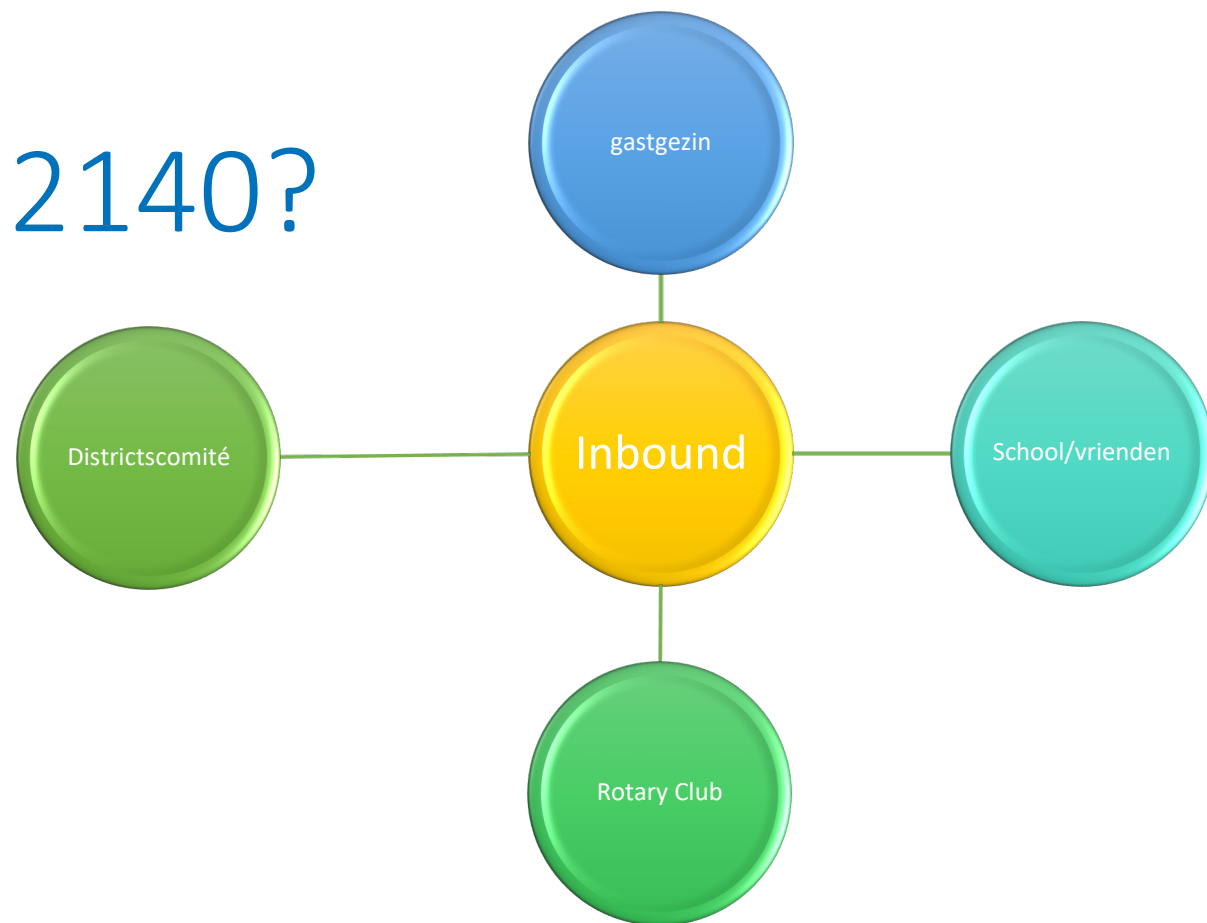 2140?
gastgezin
Districtscomité
Inbound
School/vrienden
Rotary Club